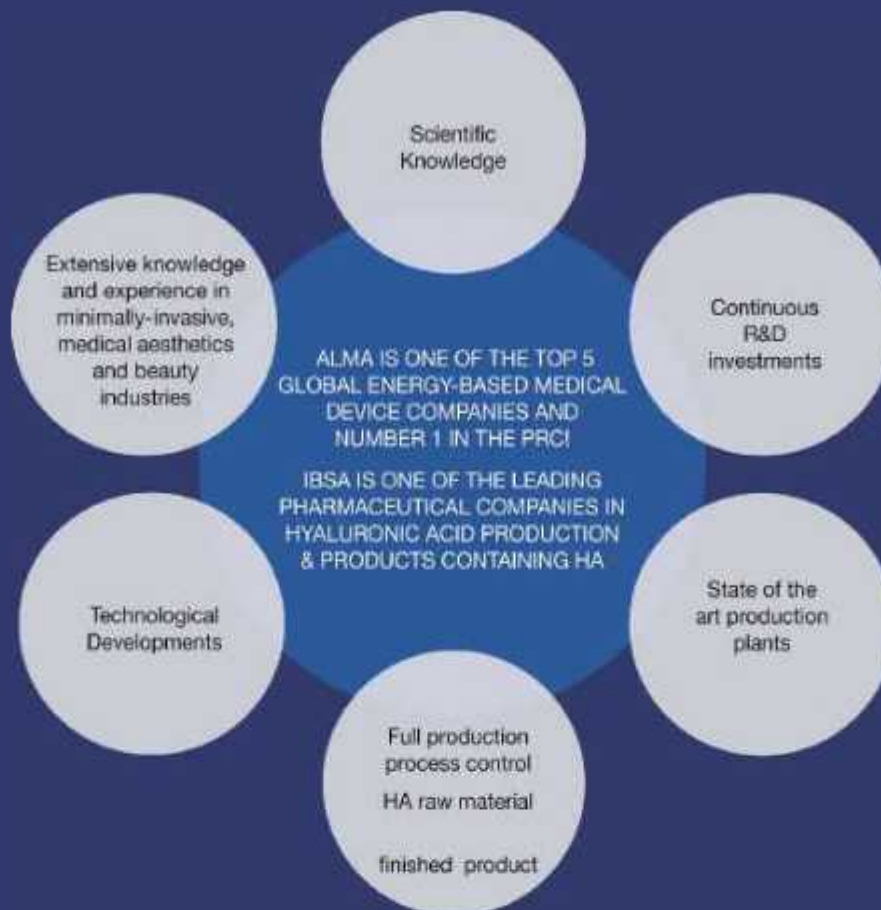 Scientific
Knowledge
Extensive knowledge
and experience in
minimally-invasive,
medical aesthetics
and beauty
industries
Continuous
R&D
investments
ALMA IS ONE OF THE TOP 5
GLOBAL ENERGY-BASED MEDICAL
DEVICE COMPANIES AND
NUMBER 1 IN THE PRC!
IBSA IS ONE OF THE LEADING
PHARMACEUTICAL COMPANIES IN
HYALURONIC ACID PRODUCTION
& PRODUCTS CONTAINING HA
Technological
Developments
State of the
art production
plants
Full production
process control
HA raw material
finished product